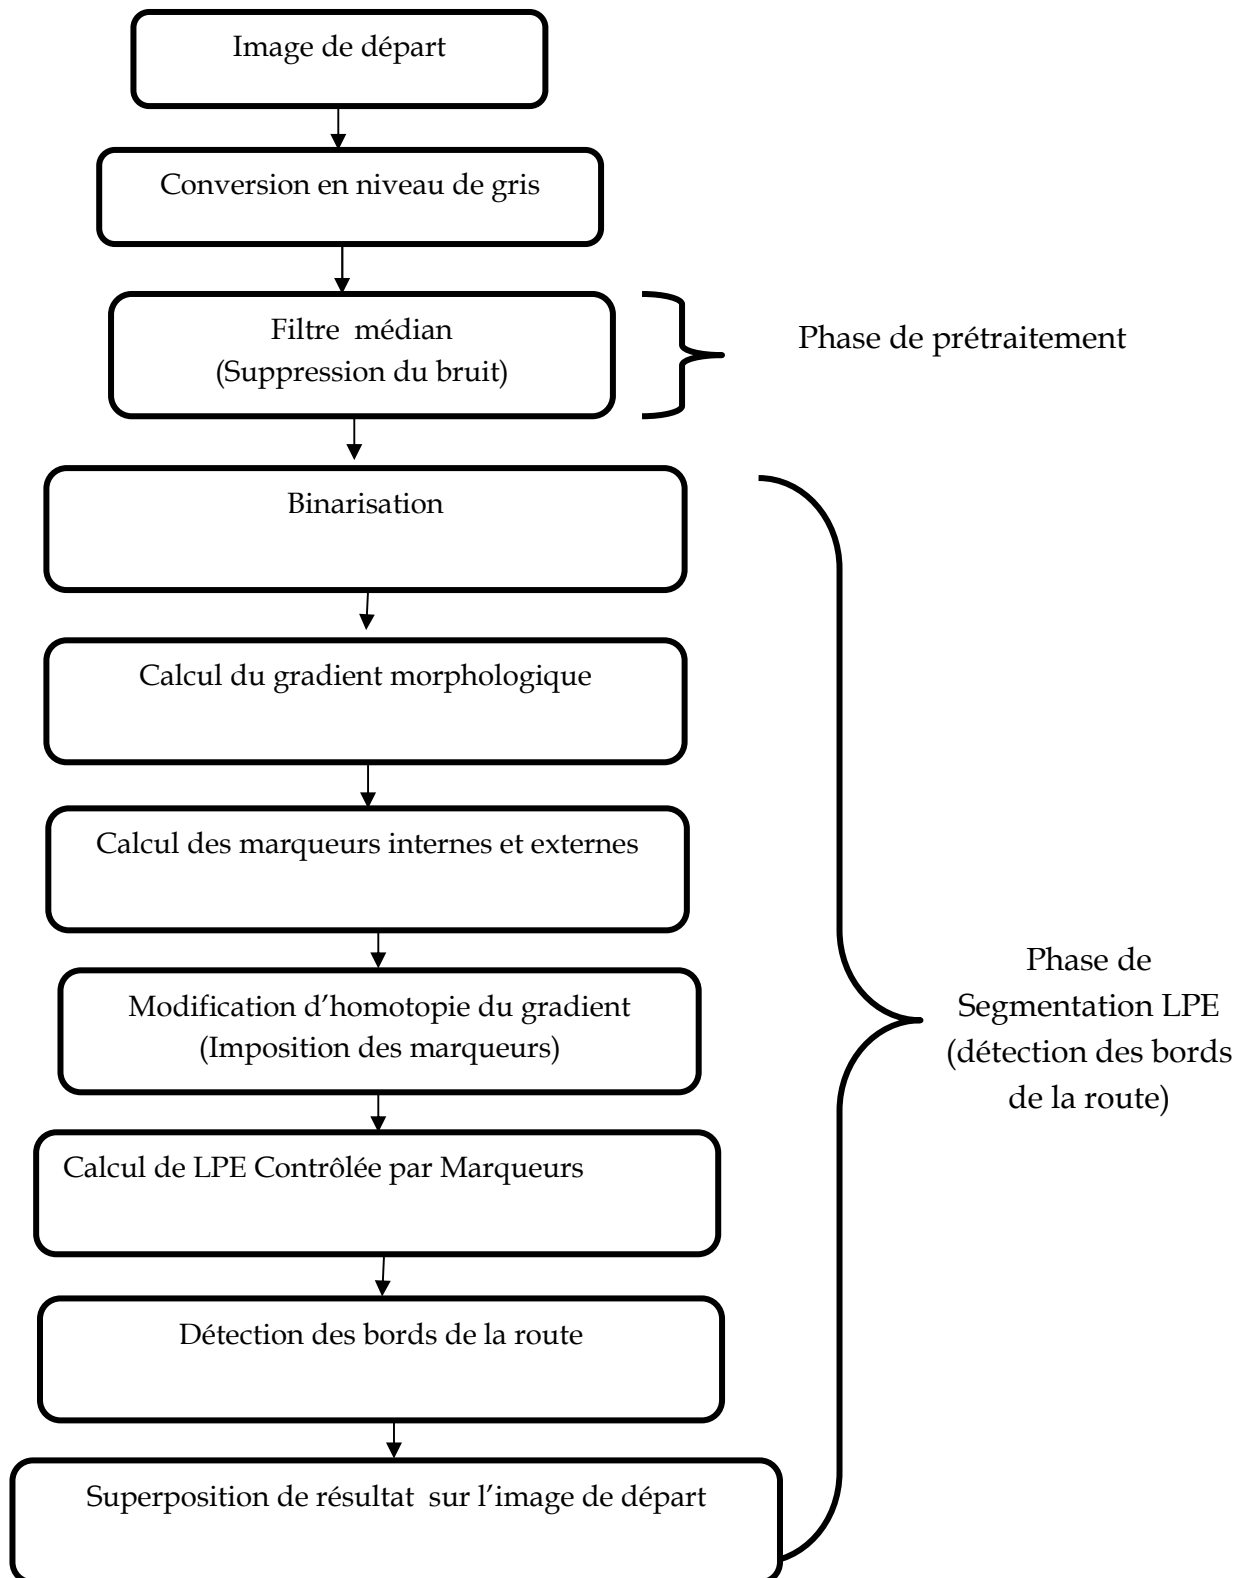 Image de départ
Conversion en niveau de gris
Filtre médian
(Suppression du bruit)
Phase de prétraitement
Binarisation
Calcul du gradient morphologique
Calcul des marqueurs internes et externes
Modification d’homotopie du gradient
(Imposition des marqueurs)
Calcul de LPE Contrôlée par Marqueurs
Détection des bords de la route
Superposition de résultat sur l’image de départ
Phase de
Segmentation LPE
(détection des bords
de la route)